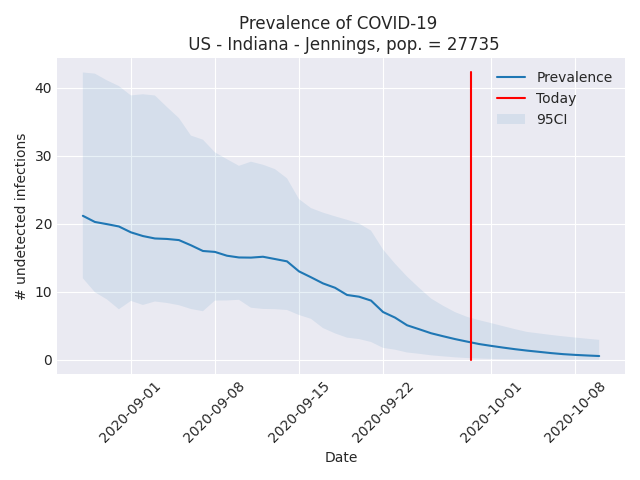 Prevalence of COVID-19
US - Indiana - Jennings, pop. = 27735
Prevalence
Today
95CI
# undetected infections
40
30
20
10
0
2020-09-01
2020-09-08
2020-09-15
2020-09-22
2020-10-01
2020-10-08
Date